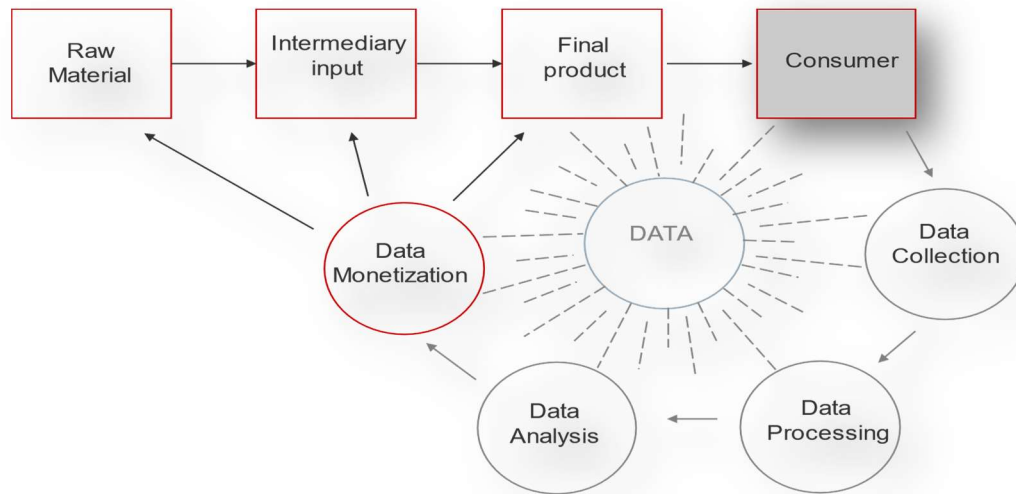 Raw
Material
Intermediary
input
Final
product
Consumer
DATA
Data
Monetization
Data
Collection
Data
Analysis
Data
Processing